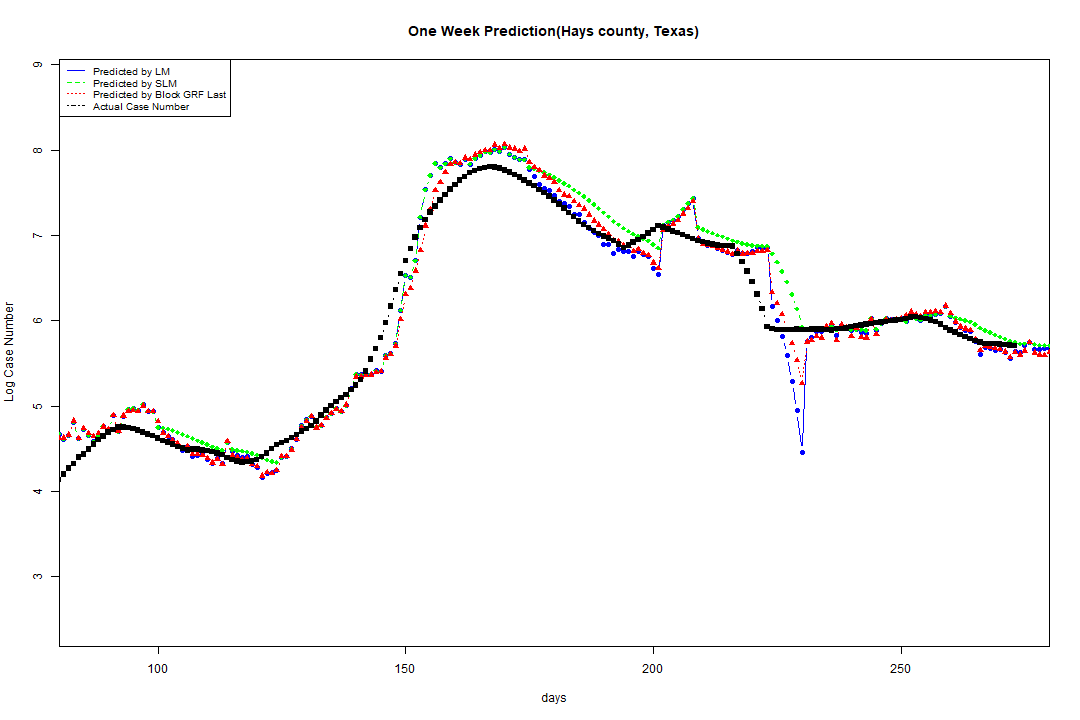 One Week Prediction(Hays county, Texas)
Predicted by LM
Predicted by SLM
Predicted by Block GRF Last
Actual Case Number
9
8
7
6
5
4
3
Log Case Number
100 150 200 250
days